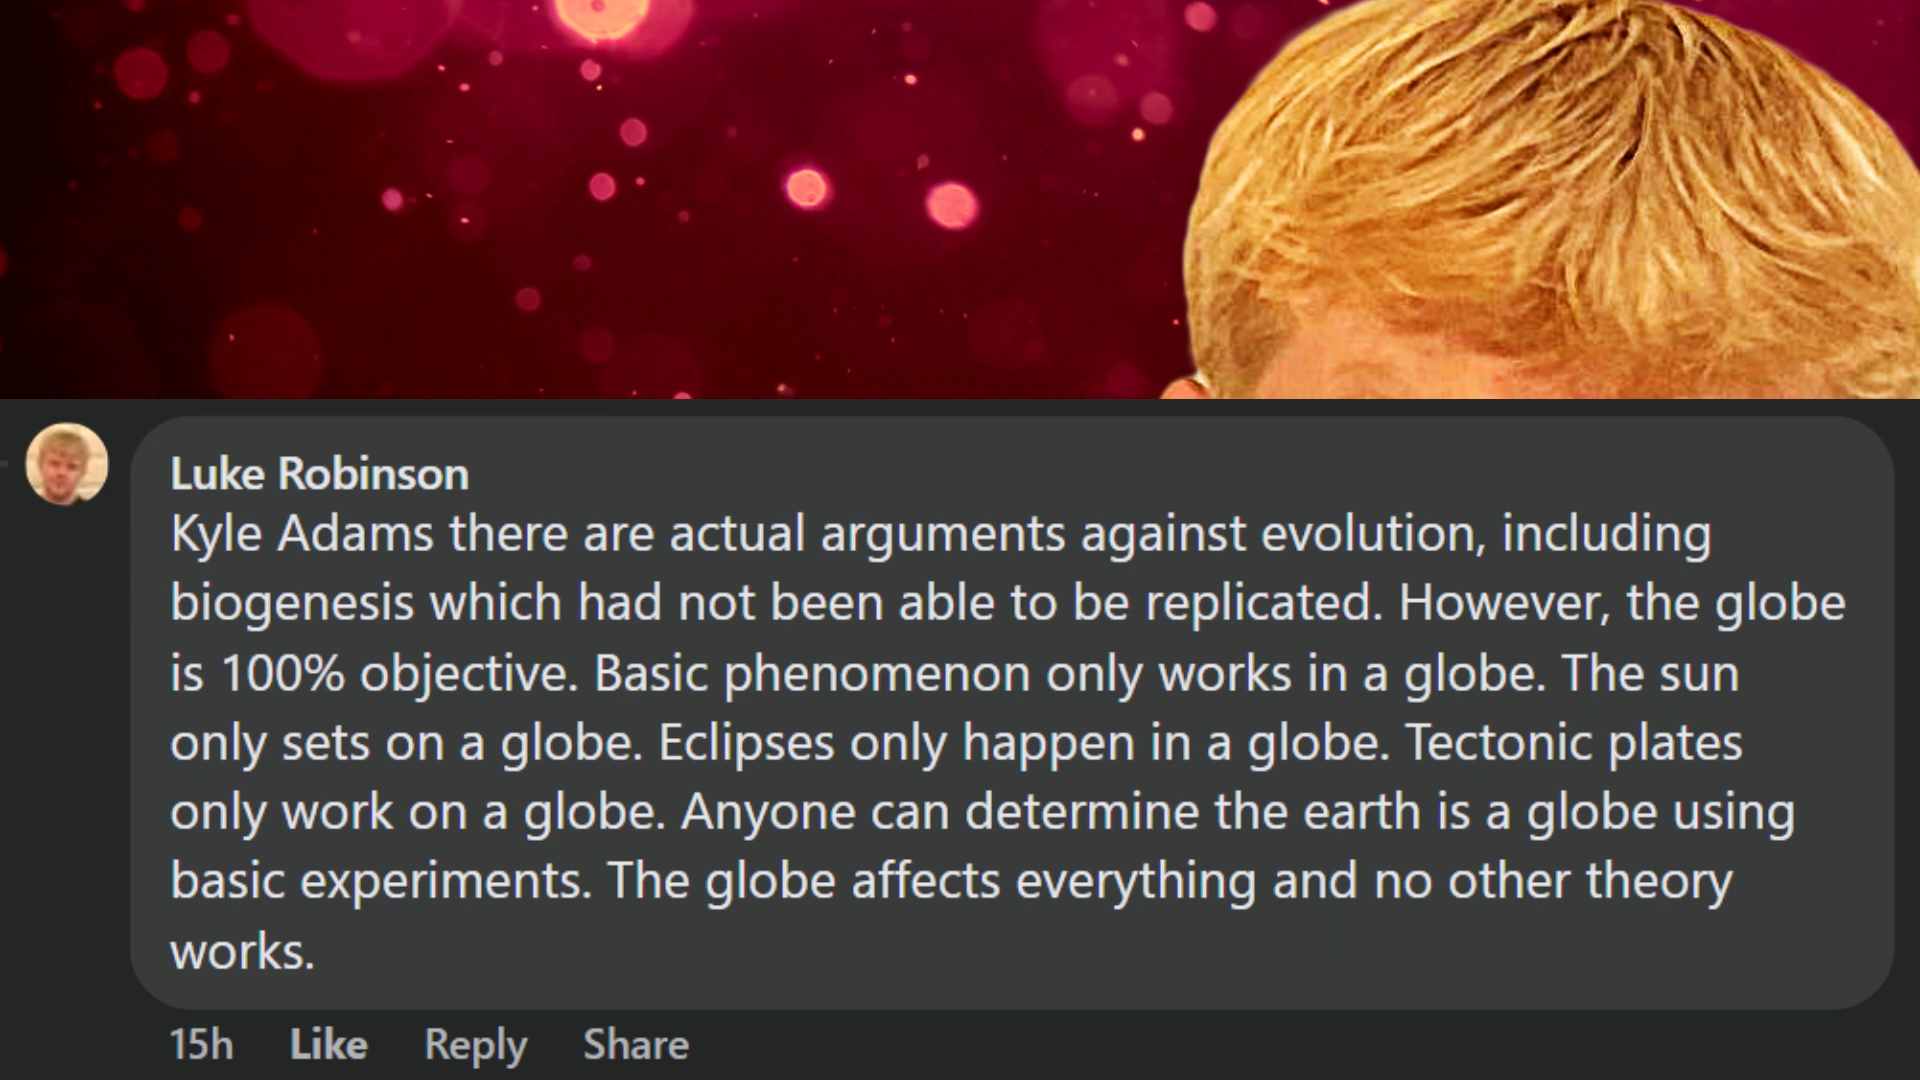 Luke Robinson
Kyle Adams there are actual arguments against evolution, including
biogenesis which had not been able to be replicated. However, the globe
is 100% objective. Basic phenomenon only works in a globe. The sun
only sets on a globe. Eclipses only happen in a globe. Tectonic plates
only work on a globe. Anyone can determine the earth is a globe using
basic experiments. The globe affects everything and no other theory
works.
15h Like Reply Share